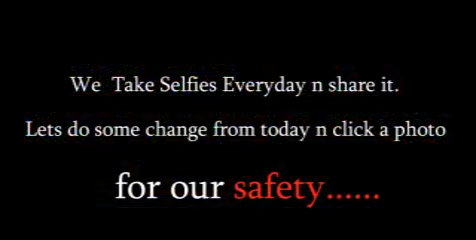 We Take Selfies Everyday n share it.
Lets do some change from today n click a photo
for our safety......